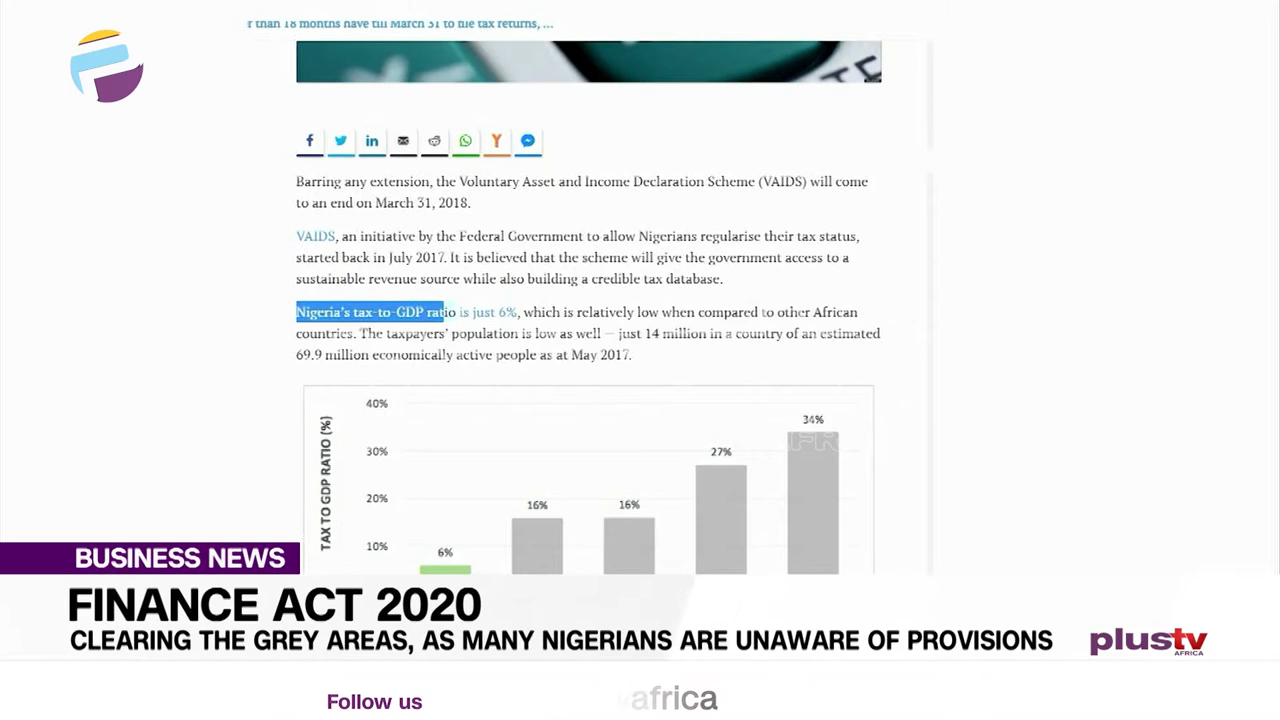 r than 18 months have till March 31 to file tax returns, ...
Barring any extension, the Voluntary Asset and Income Declaration Scheme (VAIDS) will come
to an end on March 31, 2018.
VAIDS, an initiative by the Federal Government to allow Nigerians regularise their tax status,
started back in July 2017. It is believed that the scheme will give the government access to a
sustainable revenue source while also building a credible tax database.
Nigeria's tax-to-GDP ratio is just 6%, which is relatively low when compared to other African
countries. The taxpayers' population is low as well – just 14 million in a country of an estimated
69.9 million economically active people as at May 2017.
TAX TO GDP RATIO (%)
40%
30%
20%
10%
6%
16%
16%
27%
34%
BUSINESS NEWS
FINANCE ACT 2020
CLEARING THE GREY AREAS, AS MANY NIGERIANS ARE UNAWARE OF PROVISIONS
plustv
AFRICA
Follow us
africa